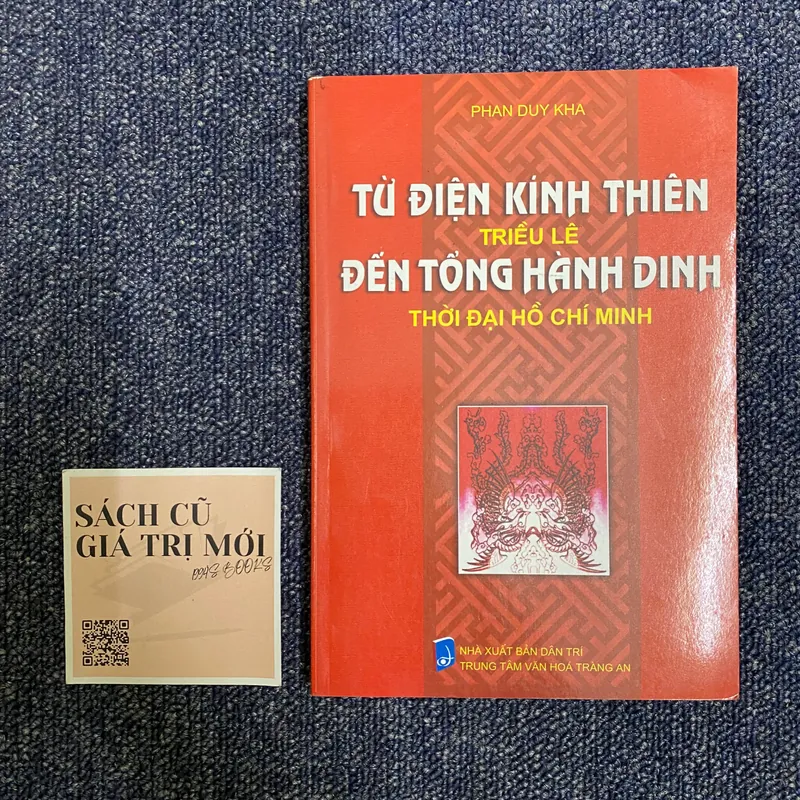 PHAN DUY KHA
TỪ ĐIỆN KÍNH THIÊN
TRIỀU LÊ
ĐẾN TỔNG HÀNH DINH
THỜI ĐẠI HỒ CHÍ MINH
NHÀ XUẤT BẢN DÂN TRÍ
TRUNG TÂM VĂN HOÁ TRÀNG AN
SÁCH CŨ
GIÁ TRỊ MỚI